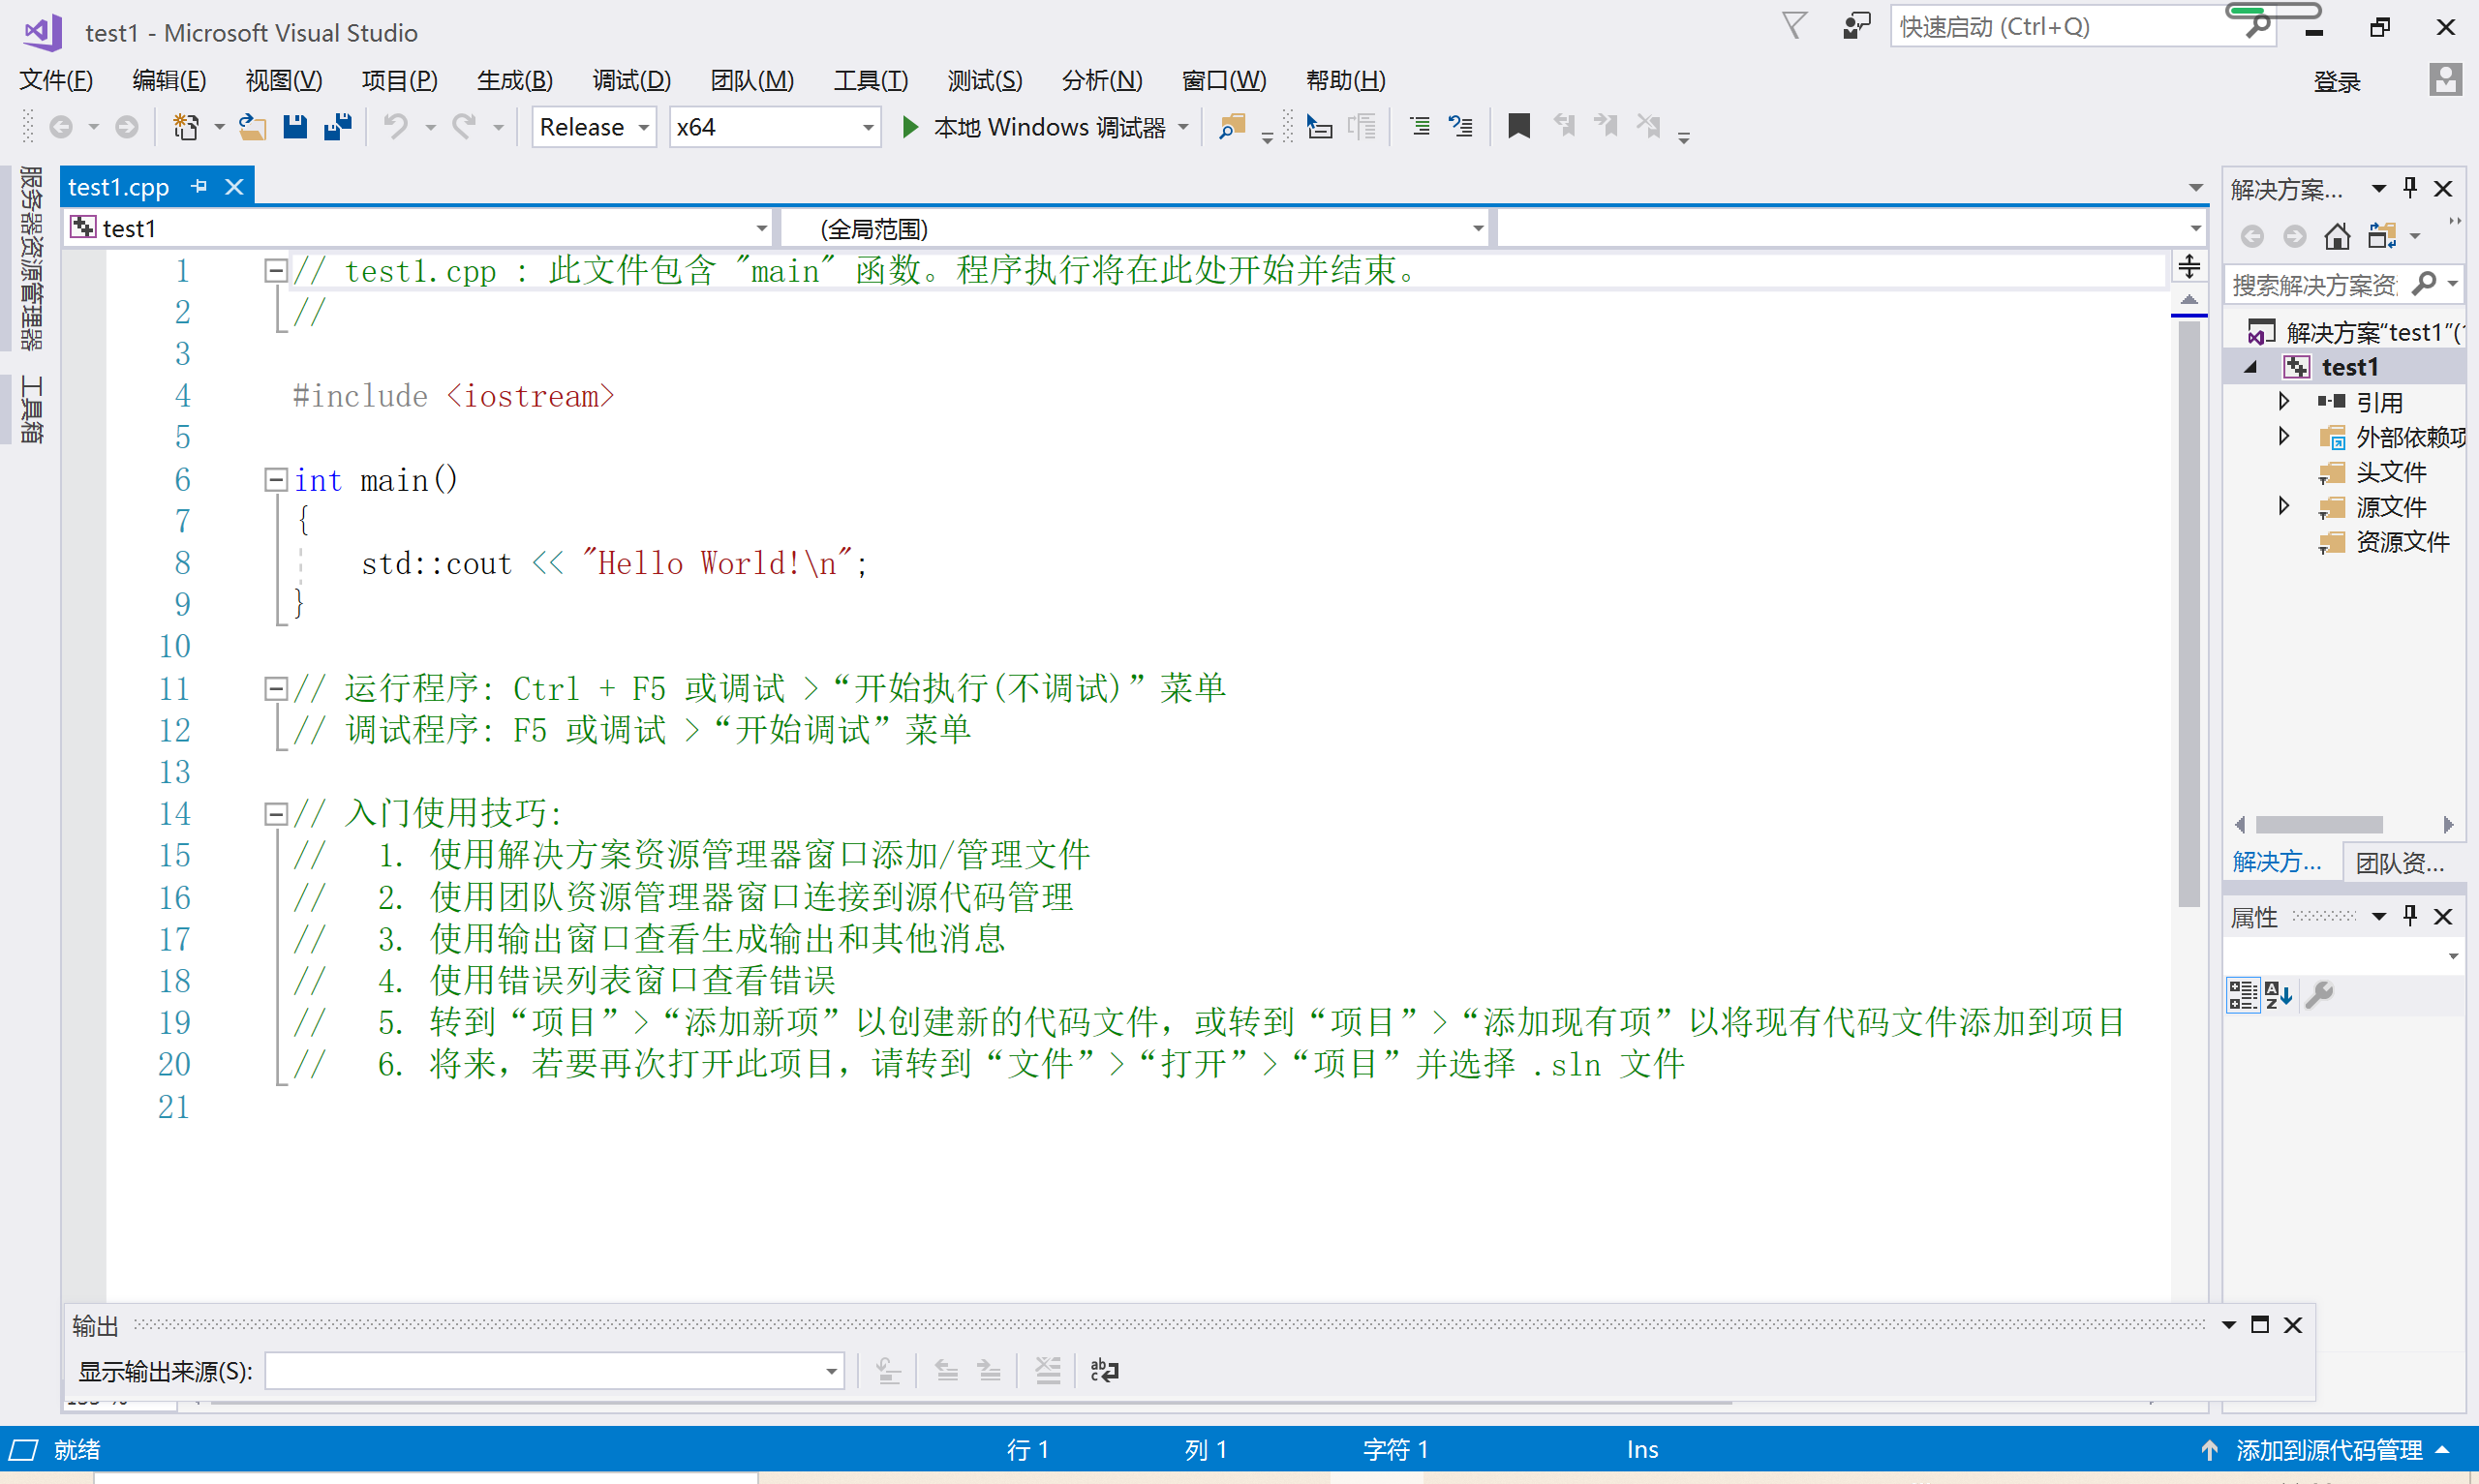 test1 - Microsoft Visual Studio
快速启动 (Ctrl+Q)
文件(F) 编辑(E) 视图(V) 项目(P) 生成(B) 调试(D) 团队(M) 工具(T) 测试(S) 分析(N) 窗口(W) 帮助(H)
登录
Release x64 本地 Windows 调试器
服务器资源管理器
工具箱
test1.cpp
test1 (全局范围)
1 // test1.cpp : 此文件包含 "main" 函数。程序执行将在此处开始并结束。
2 //
3
4 #include <iostream>
5
6 int main()
7 {
8 std::cout << "Hello World!\n";
9 }
10
11 // 运行程序: Ctrl + F5 或调试 >“开始执行(不调试)”菜单
12 // 调试程序: F5 或调试 >“开始调试”菜单
13
14 // 入门使用技巧:
15 // 1. 使用解决方案资源管理器窗口添加/管理文件
16 // 2. 使用团队资源管理器窗口连接到源代码管理
17 // 3. 使用输出窗口查看生成输出和其他消息
18 // 4. 使用错误列表窗口查看错误
19 // 5. 转到“项目”>“添加新项”以创建新的代码文件，或转到“项目”>“添加现有项”以将现有代码文件添加到项目
20 // 6. 将来，若要再次打开此项目，请转到“文件”>“打开”>“项目”并选择 .sln 文件
21
解决方案...
搜索解决方案资
解决方案“test1”(
test1
引用
外部依赖项
头文件
源文件
资源文件
解决方... 团队资...
属性
输出
显示输出来源(S):
就绪 行 1 列 1 字符 1 Ins 添加到源代码管理